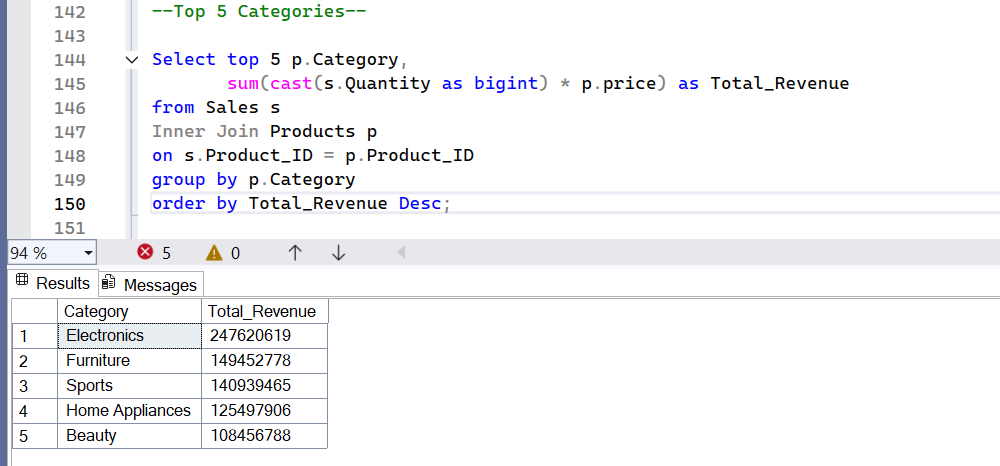 142 --Top 5 Categories--
143
144 Select top 5 p.Category,
145 sum(cast(s.Quantity as bigint) * p.price) as Total_Revenue
146 from Sales s
147 Inner Join Products p
148 on s.Product_ID = p.Product_ID
149 group by p.Category
150 order by Total_Revenue Desc;
151
94 % 5 0
Results Messages
Category Total_Revenue
1 Electronics 247620619
2 Furniture 149452778
3 Sports 140939465
4 Home Appliances 125497906
5 Beauty 108456788